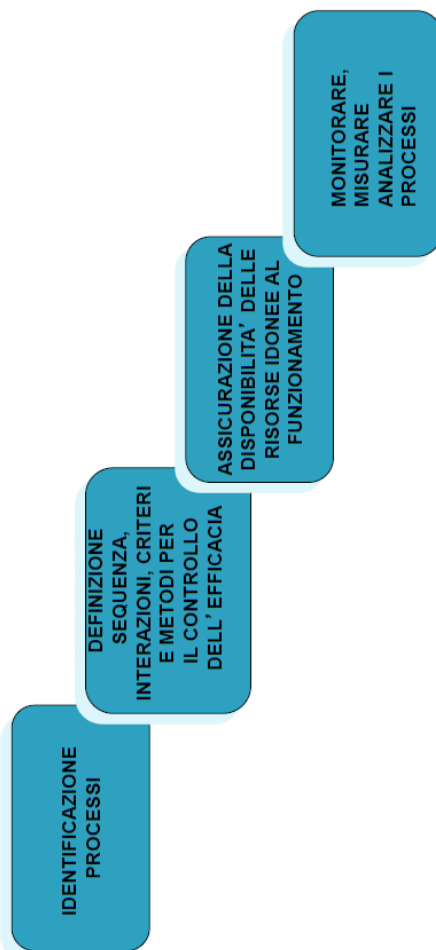 IDENTIFICAZIONE
PROCESSI
DEFINIZIONE
SEQUENZA,
INTERAZIONI, CRITERI
E METODI PER
IL CONTROLLO
DELL' EFFICACIA
ASSICURAZIONE DELLA
DISPONIBILITA' DELLE
RISORSE IDONEE AL
FUNZIONAMENTO
MONITORARE,
MISURARE
ANALIZZARE I
PROCESSI